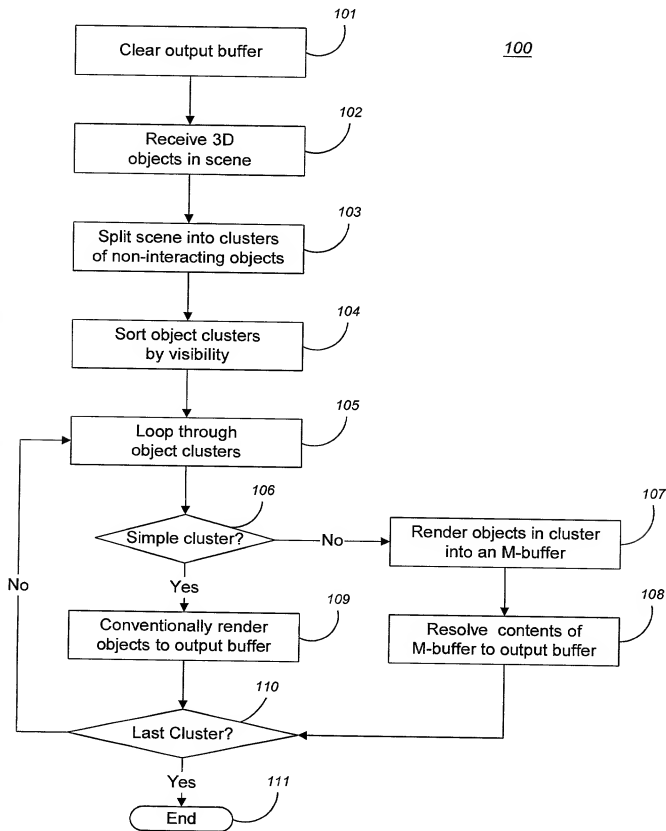 101
100
Clear output buffer
102
Receive 3D
objects in scene
103
Split scene into clusters
of non-interacting objects
104
Sort object clusters
by visibility
105
Loop through
object clusters
106
107
Simple cluster?
No
Render objects in cluster
into an M-buffer
No
Yes
109
108
Conventionally render
objects to output buffer
Resolve contents of
M-buffer to output buffer
110
Last Cluster?
Yes
111
End